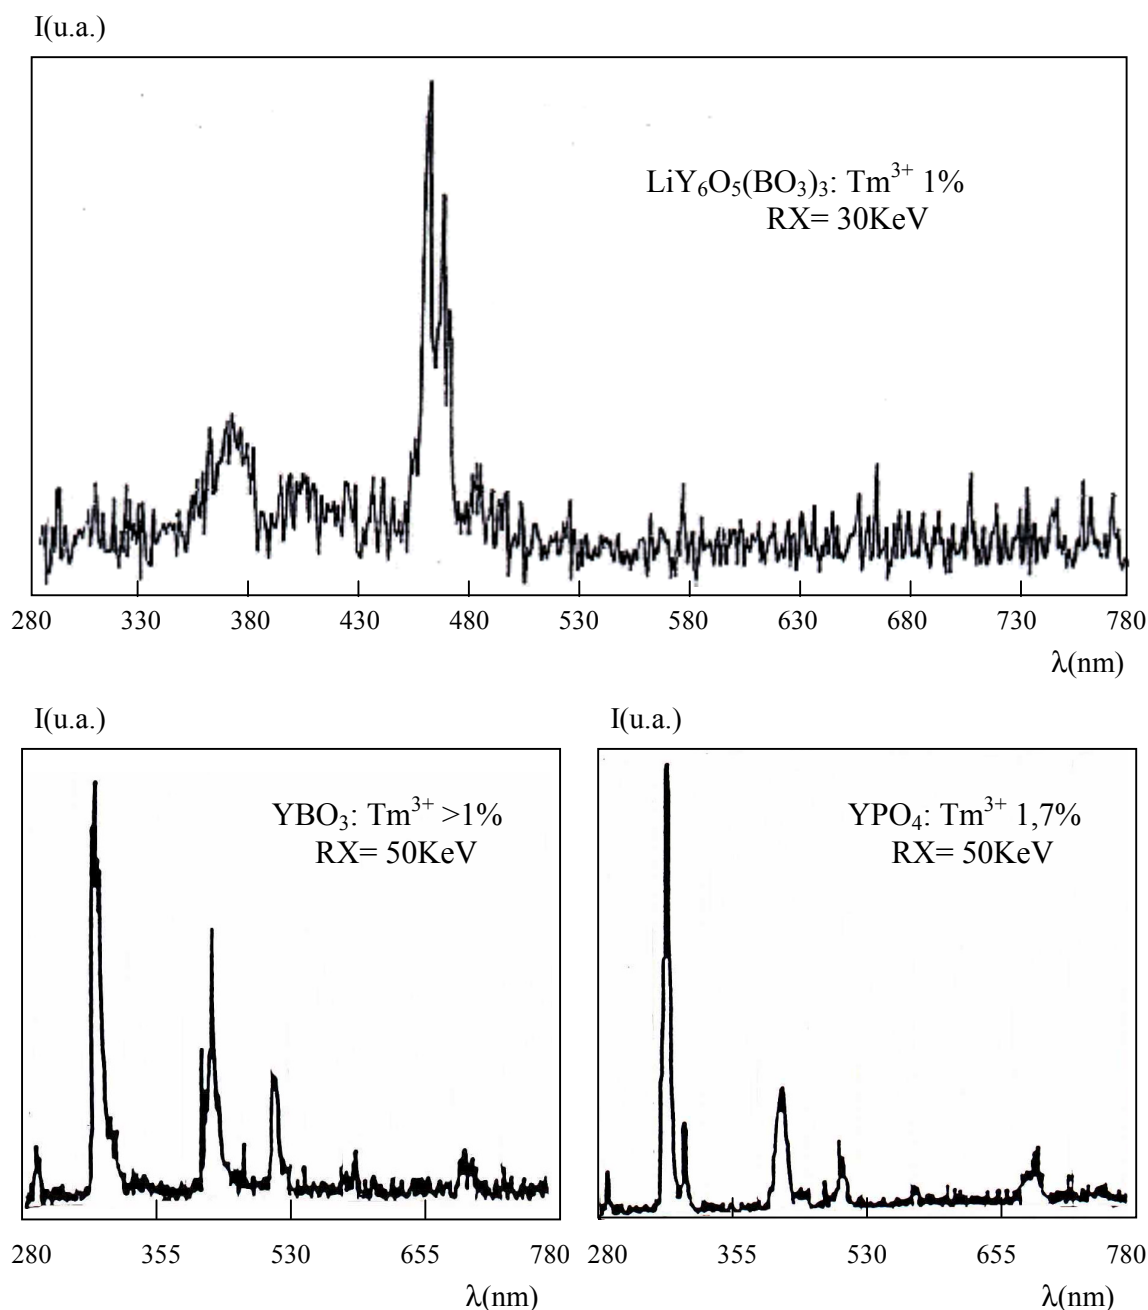 I(u.a.)
LiY₆O₅(BO₃)₃: Tm³⁺ 1%
RX= 30KeV
280 330 380 430 480 530 580 630 680 730 780
λ(nm)
I(u.a.) I(u.a.)
YBO₃: Tm³⁺ >1%
RX= 50KeV
YPO₄: Tm³⁺ 1,7%
RX= 50KeV
280 355 530 655 780
280 355 530 655 780
λ(nm) λ(nm)